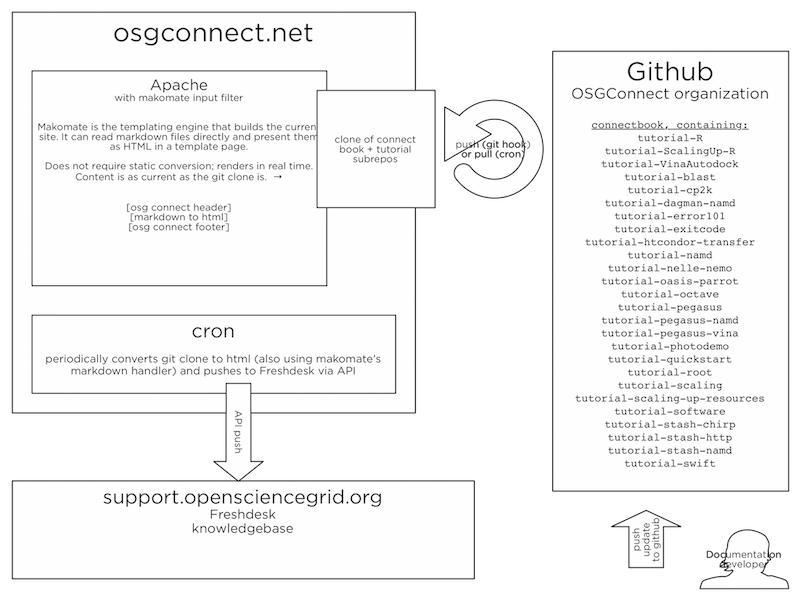 osgconnect.net
Apache
with makomate input filter
Makomate is the templating engine that builds the curren
site. It can read markdown files directly and present them
as HTML in a template page.
Does not require static conversion; renders in real time.
Content is as current as the git clone is. →
[osg connect header]
[markdown to html]
[osg connect footer]
clone of connect
book + tutorial
subrepos
push (git hook)
or pull (cron)
cron
periodically converts git clone to html (also using makomate's
markdown handler) and pushes to Freshdesk via API
API push
support.opensciencegrid.org
Freshdesk
knowledgebase
Github
OSGConnect organization
connectbook, containing:
tutorial-R
tutorial-ScalingUp-R
tutorial-VinaAutodock
tutorial-blast
tutorial-cp2k
tutorial-dagman-namd
tutorial-error101
tutorial-exitcode
tutorial-htcondor-transfer
tutorial-namd
tutorial-nelle-nemo
tutorial-oasis-parrot
tutorial-octave
tutorial-pegasus
tutorial-pegasus-namd
tutorial-pegasus-vina
tutorial-photodemo
tutorial-quickstart
tutorial-root
tutorial-scaling
tutorial-scaling-up-resources
tutorial-software
tutorial-stash-chirp
tutorial-stash-http
tutorial-stash-namd
tutorial-swift
push
update
to github
Documentation
developer